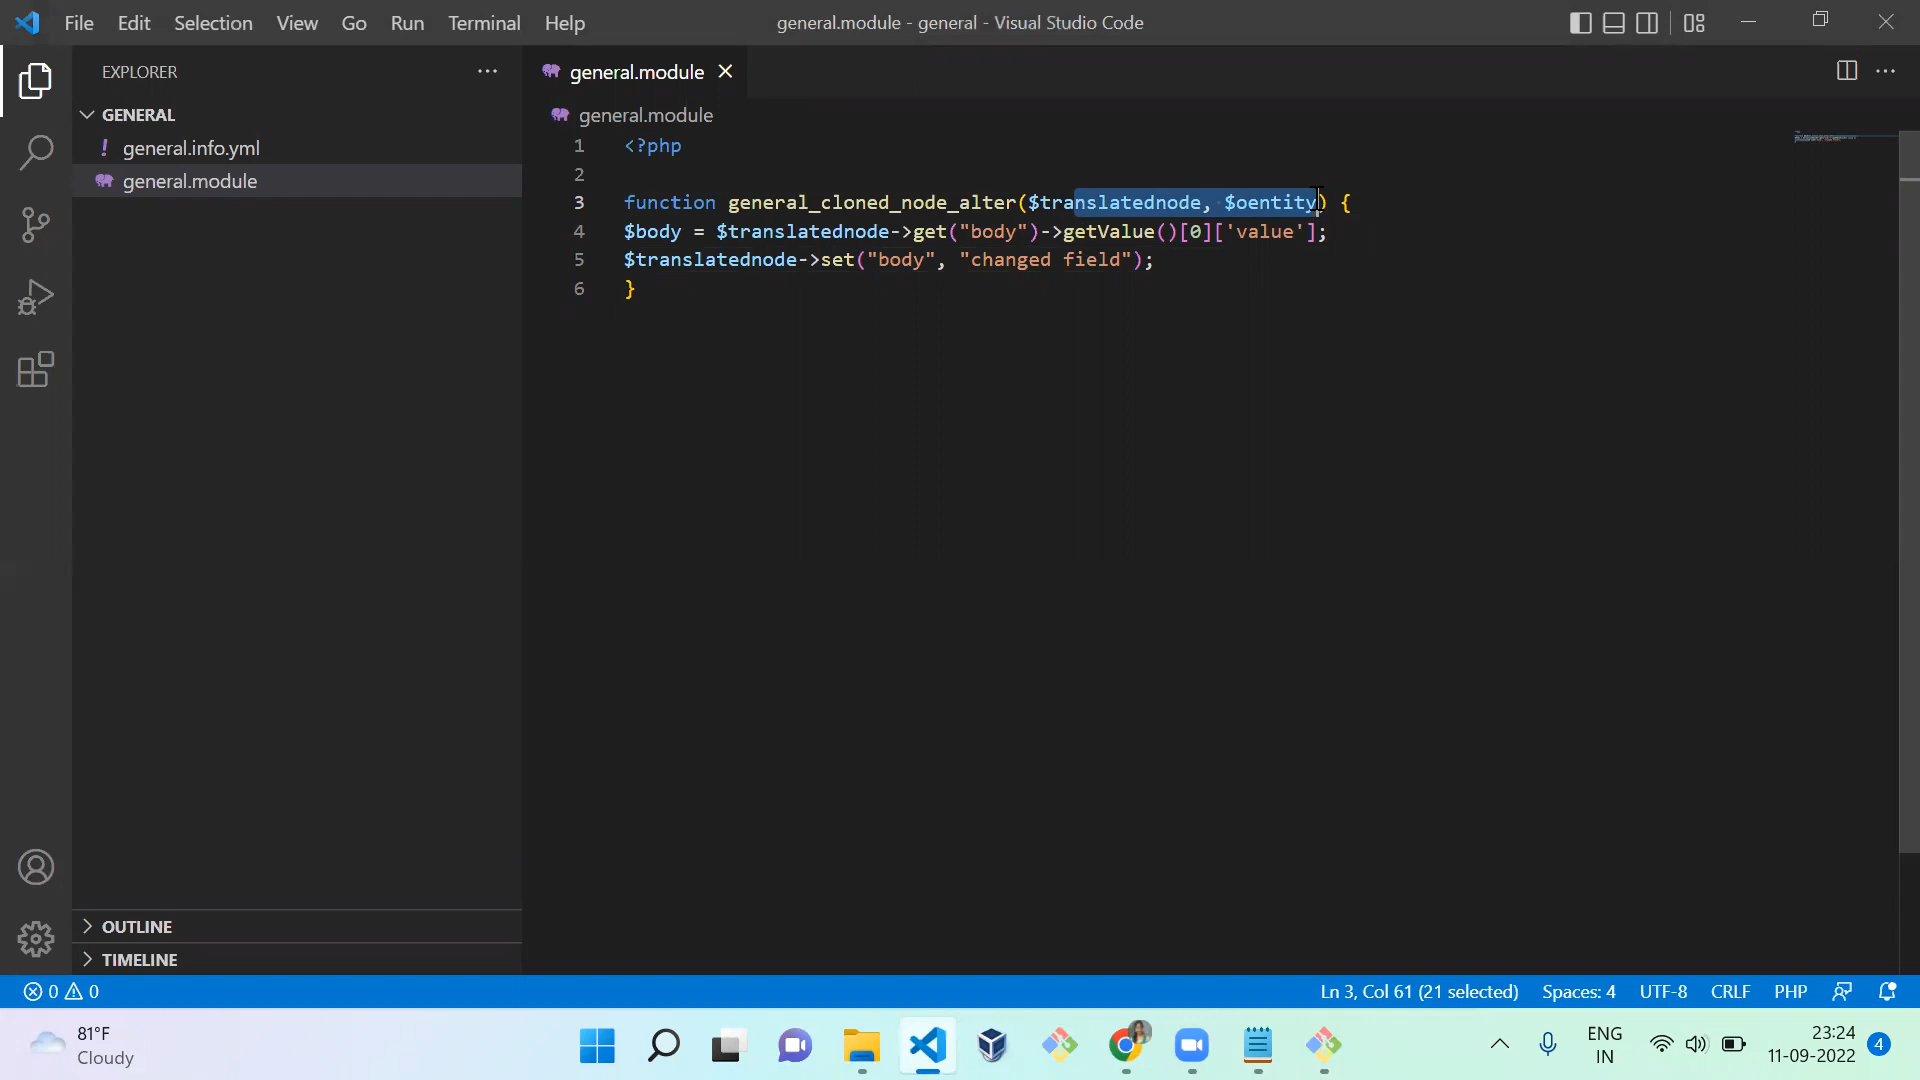 File Edit Selection View Go Run Terminal Help
general.module - general - Visual Studio Code
EXPLORER
GENERAL
general.info.yml
general.module
OUTLINE
TIMELINE
general.module
general.module
1 <?php
2
3 function general_cloned_node_alter($translatednode, $oentity) {
4 $body = $translatednode->get("body")->getValue()[0]['value'];
5 $translatednode->set("body", "changed field");
6 }
0 0
Ln 3, Col 61 (21 selected) Spaces: 4 UTF-8 CRLF PHP
81°F
Cloudy
ENG
IN
23:24
11-09-2022
4